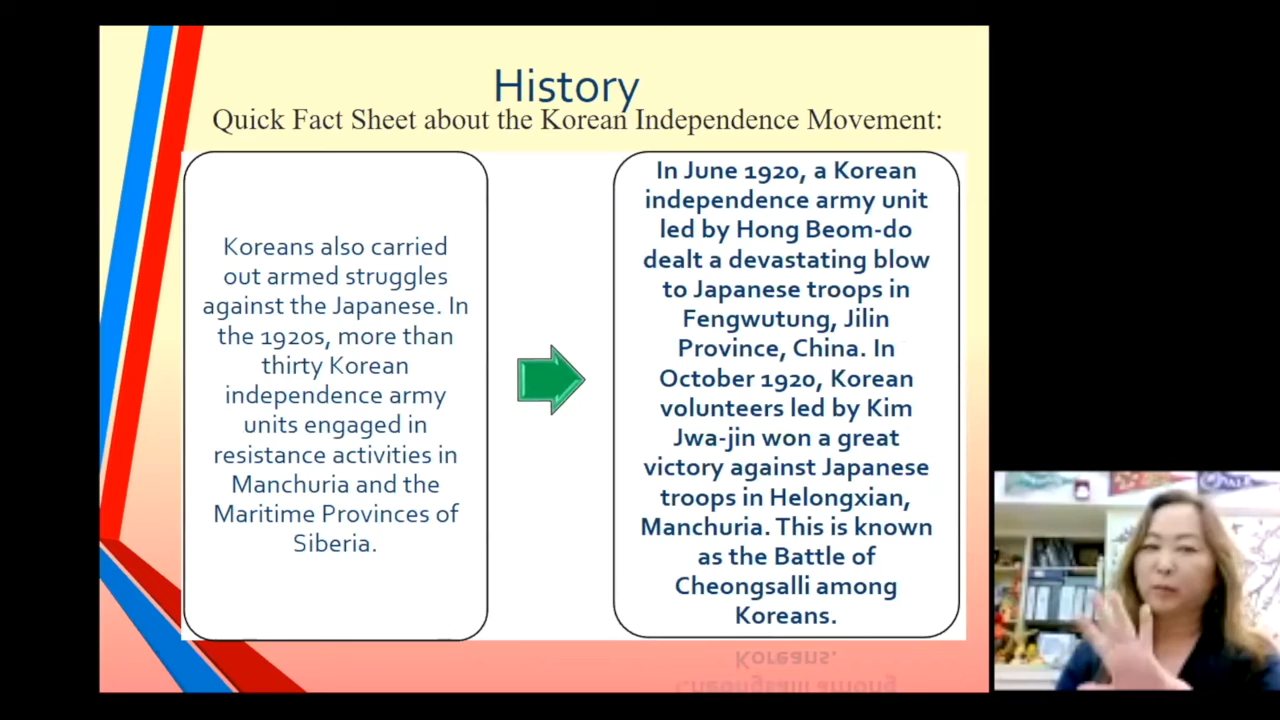 History
Quick Fact Sheet about the Korean Independence Movement:
Koreans also carried
out armed struggles
against the Japanese. In
the 1920s, more than
thirty Korean
independence army
units engaged in
resistance activities in
Manchuria and the
Maritime Provinces of
Siberia.
In June 1920, a Korean
independence army unit
led by Hong Beom-do
dealt a devastating blow
to Japanese troops in
Fengwutung, Jilin
Province, China. In
October 1920, Korean
volunteers led by Kim
Jwa-jin won a great
victory against Japanese
troops in Helongxian,
Manchuria. This is known
as the Battle of
Cheongsalli among
Koreans.